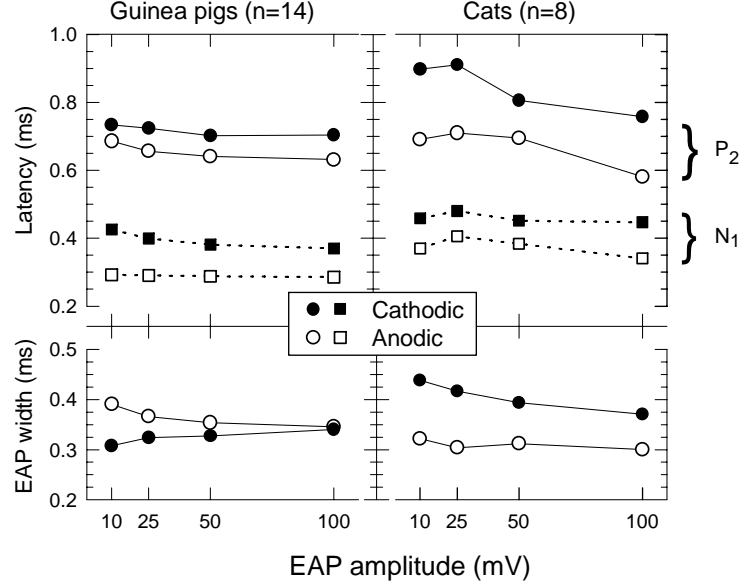 Guinea pigs (n=14)
Cats (n=8)
1.0
0.8
0.6
0.4
0.2
Latency (ms)
P2
N1
Cathodic
Anodic
0.5
0.4
0.3
0.2
EAP width (ms)
10 25 50 100
10 25 50 100
EAP amplitude (mV)